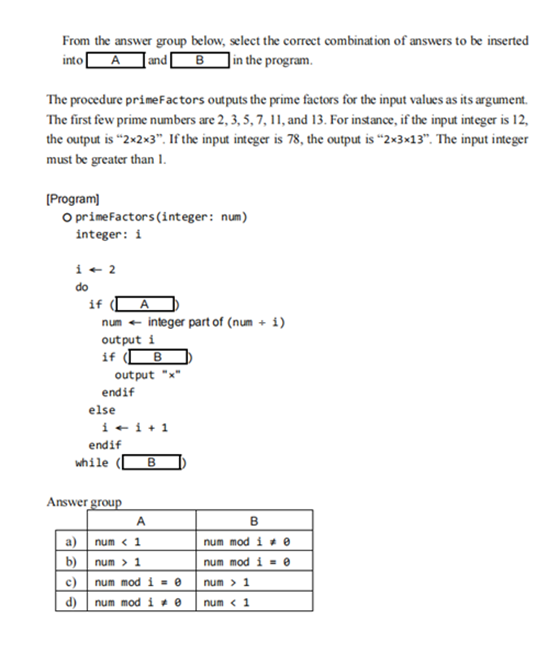 From the answer group below, select the correct combination of answers to be inserted
into A and B in the program.
The procedure primeFactors outputs the prime factors for the input values as its argument.
The first few prime numbers are 2, 3, 5, 7, 11, and 13. For instance, if the input integer is 12,
the output is “2×2×3”. If the input integer is 78, the output is “2×3×13”. The input integer
must be greater than 1.
[Program]
○ primeFactors(integer: num)
integer: i
i ← 2
do
if ( A )
num ← integer part of (num ÷ i)
output i
if ( B )
output "×"
endif
else
i ← i + 1
endif
while ( B )
Answer group
A B
a) num < 1 num mod i ≠ 0
b) num > 1 num mod i = 0
c) num mod i = 0 num > 1
d) num mod i ≠ 0 num < 1